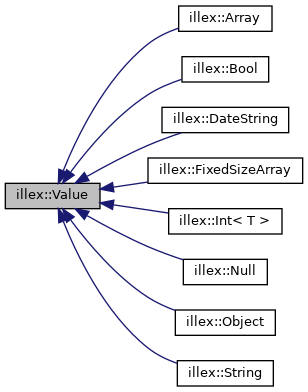 illex::Array
illex::Bool
illex::DateString
illex::FixedSizeArray
illex::Value
illex::Int< T >
illex::Null
illex::Object
illex::String